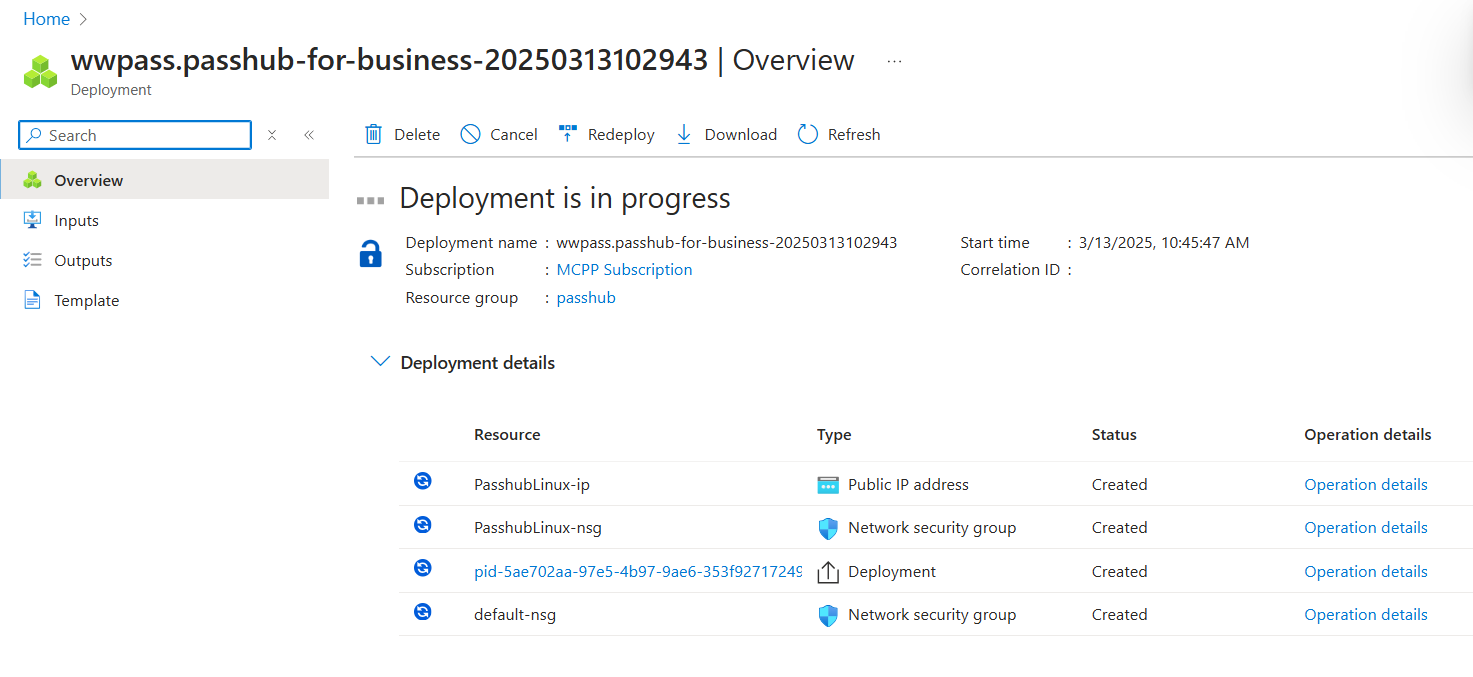 Home
wwpass.passhub-for-business-20250313102943 | Overview ...
Deployment
Search
Delete Cancel Redeploy Download Refresh
Overview
Inputs
Outputs
Template
Deployment is in progress
Deployment name : wwpass.passhub-for-business-20250313102943 Start time : 3/13/2025, 10:45:47 AM
Subscription : MCPP Subscription Correlation ID :
Resource group : passhub
Deployment details
Resource Type Status Operation details
PasshubLinux-ip Public IP address Created Operation details
PasshubLinux-nsg Network security group Created Operation details
pid-5ae702aa-97e5-4b97-9ae6-353f92717249 Deployment Created Operation details
default-nsg Network security group Created Operation details